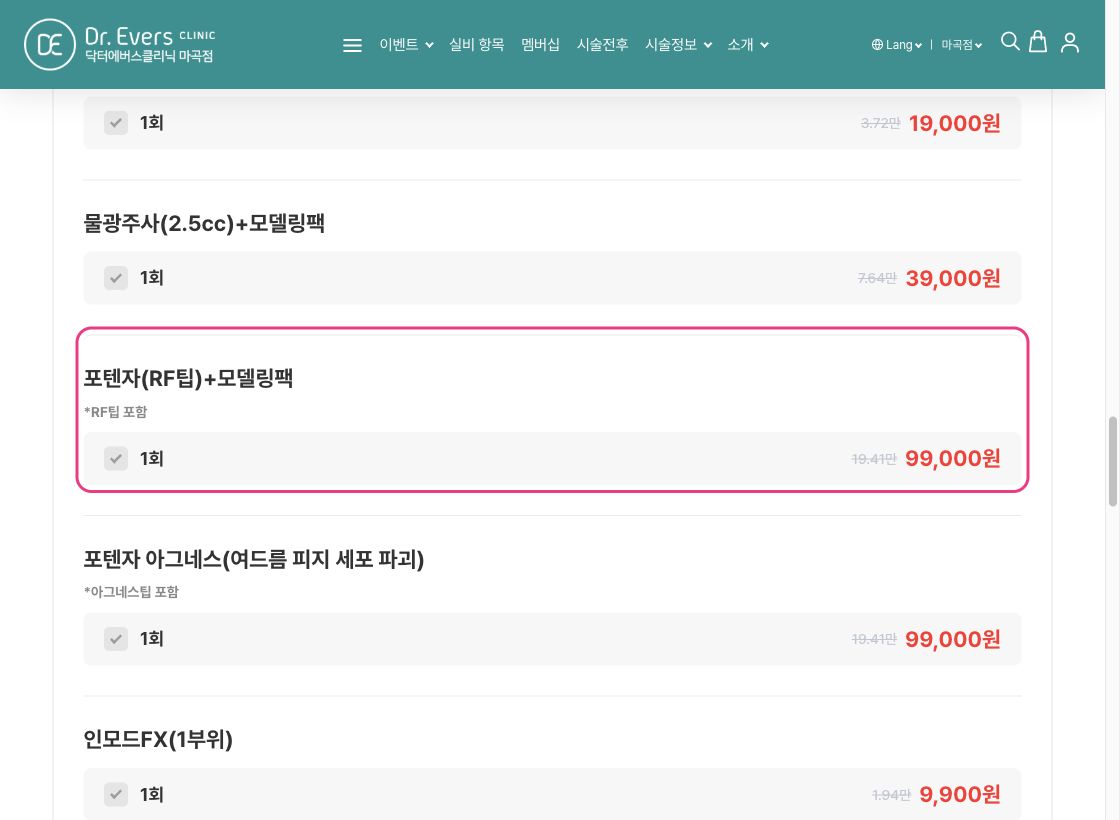 Dr. Evers CLINIC
닥터에버스클리닉 마곡점
이벤트 실비 항목 멤버십 시술전후 시술정보 소개
Lang | 마곡점
1회 3.72만 19,000원
물광주사(2.5cc)+모델링팩
1회 7.64만 39,000원
포텐자(RF팁)+모델링팩
*RF팁 포함
1회 19.41만 99,000원
포텐자 아그네스(여드름 피지 세포 파괴)
*아그네스팁 포함
1회 19.41만 99,000원
인모드FX(1부위)
1회 1.94만 9,900원